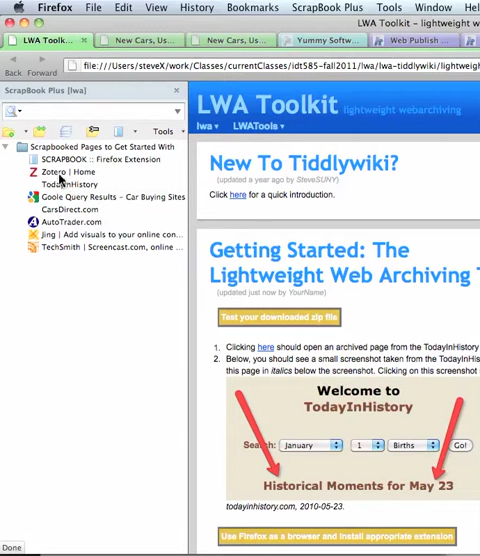 Firefox File Edit View History Bookmarks ScrapBook Plus Tools Window Help
LWA Toolkit – lightweight w
LWA Toolk... New Cars, Us... New Cars, Us... Yummy Softw... Web Publish
Back Forward
file:///Users/steveX/work/Classes/currentClasses/idt585-fall2011/lwa/lwa-tiddlywiki/lightweight
ScrapBook Plus [lwa]
Tools
Scrapbooked Pages to Get Started With
SCRAPBOOK :: Firefox Extension
Zotero | Home
TodayInHistory
Goole Query Results - Car Buying Sites
CarsDirect.com
AutoTrader.com
Jing | Add visuals to your online con...
TechSmith | Screencast.com, online ...
Done
LWA Toolkit lightweight webarchiving
lwa LWATools
New To Tiddlywiki?
(updated a year ago by SteveSUNY)
Click here for a quick introduction.
Getting Started: The
Lightweight Web Archiving T
(updated just now by YourName)
Test your downloaded zip file
1. Clicking here should open an archived page from the TodayInHistory
2. Below, you should see a small screenshot taken from the TodayInHis
this page in italics below the screenshot. Clicking on this screenshot
Welcome to
TodayInHistory
Search: January 1 Births Go!
Historical Moments for May 23
todayinhistory.com, 2010-05-23.
Use Firefox as a browser and install appropriate extension